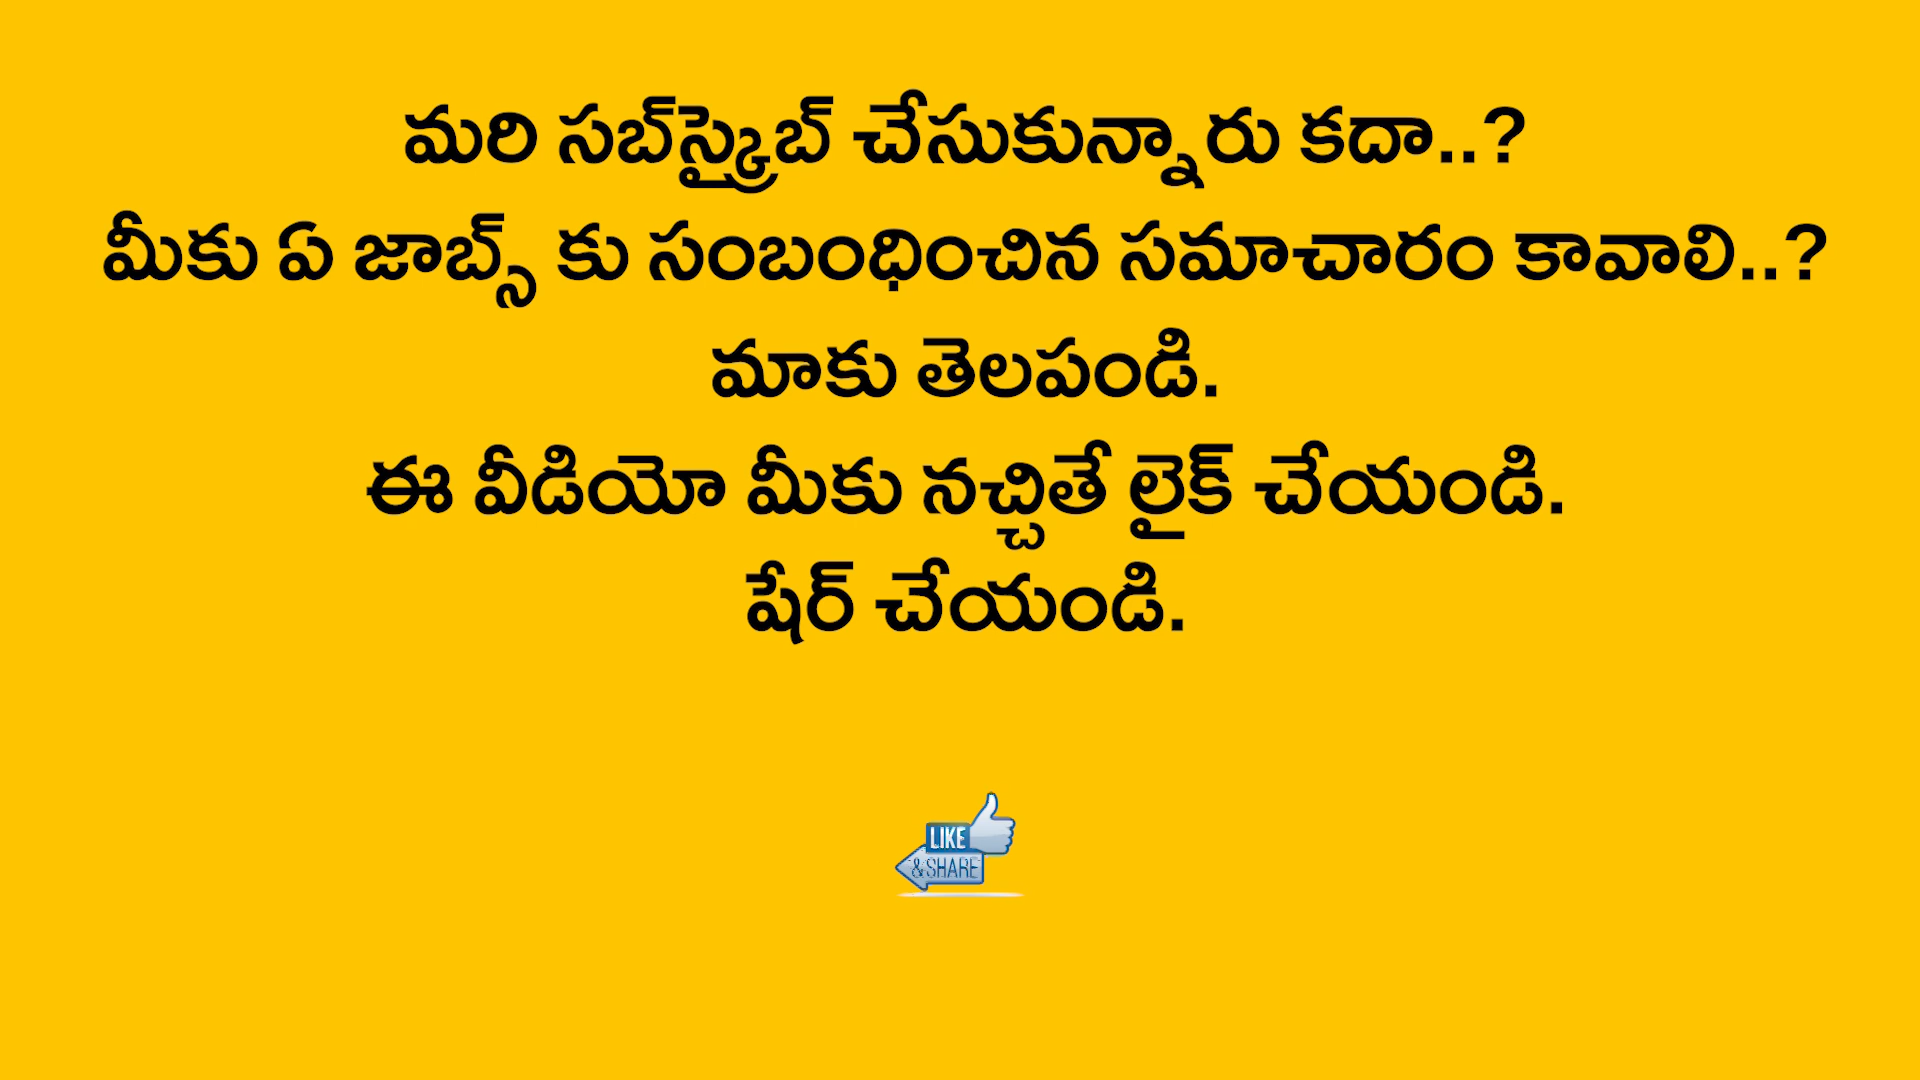 మరి సబ్‌స్క్రైబ్ చేసుకున్నారు కదా..?
మీకు ఏ జాబ్స్ కు సంబంధించిన సమాచారం కావాలి..?
మాకు తెలపండి.
ఈ వీడియో మీకు నచ్చితే లైక్ చేయండి.
షేర్ చేయండి.
LIKE
&SHARE